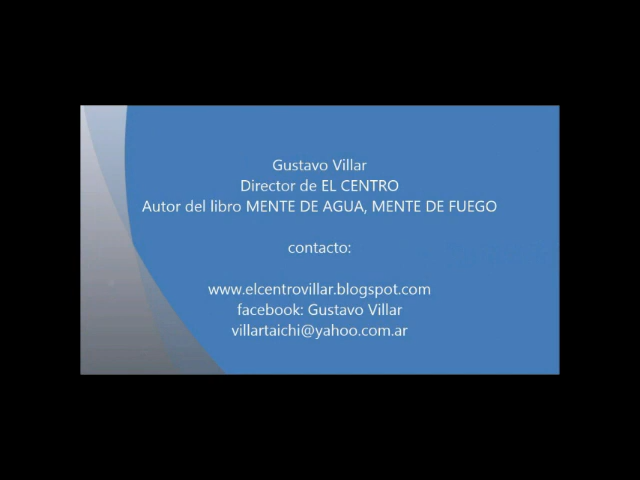 Gustavo Villar
Director de EL CENTRO
Autor del libro MENTE DE AGUA, MENTE DE FUEGO
contacto:
www.elcentrovillar.blogspot.com
facebook: Gustavo Villar
villartaichi@yahoo.com.ar